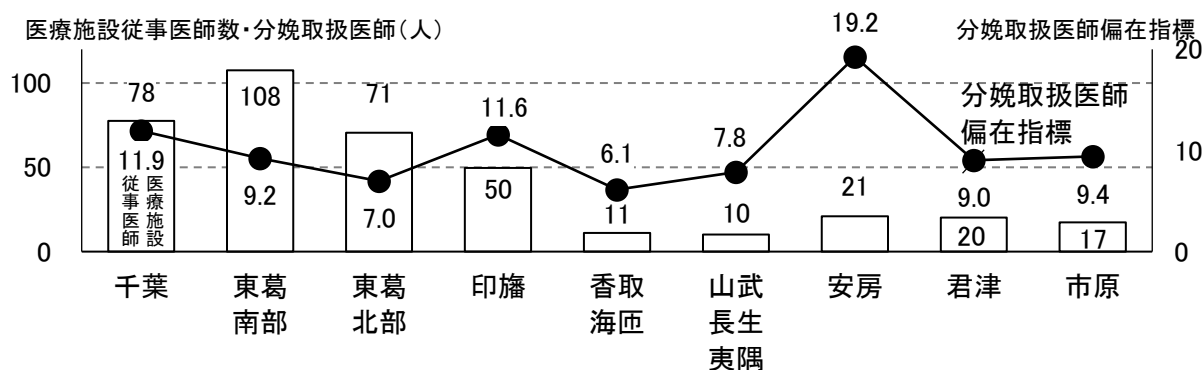 医療施設従事医師数・分娩取扱医師（人）
分娩取扱医師偏在指標
100
50
0
20
10
0
78
108
71
11.6
6.1
7.8
19.2
分娩取扱医師
偏在指標
11.9
9.2
7.0
50
11
10
21
9.0
9.4
20
17
医療施設
従事医師
千葉
東葛
南部
東葛
北部
印旛
香取
海匝
山武
長生
夷隅
安房
君津
市原